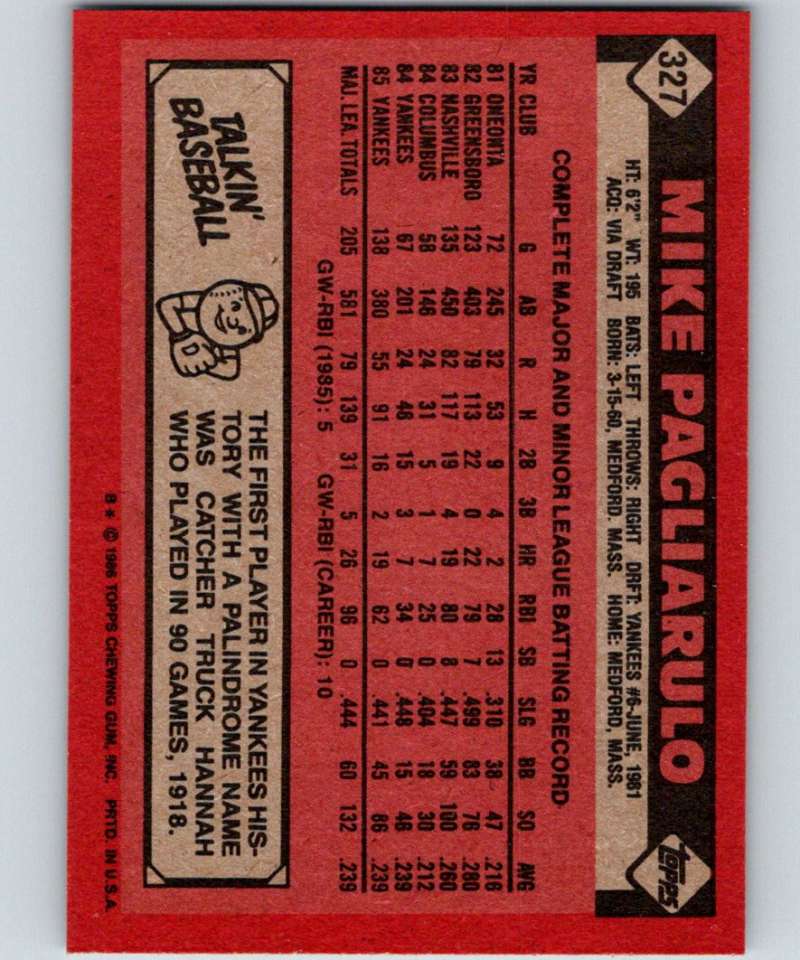 327
MIKE PAGLIARULO
TOPPS
HT: 6'2" WT: 195 BATS: LEFT THROWS: RIGHT DRFT: YANKEES #6-JUNE, 1981
ACQ: VIA DRAFT BORN: 3-15-60, MEDFORD, MASS. HOME: MEDFORD, MASS.
COMPLETE MAJOR AND MINOR LEAGUE BATTING RECORD
YR CLUB G AB R H 2B 3B HR RBI SB SLG BB SO AVG
81 ONEONTA 72 245 32 53 9 4 2 28 13 .310 38 47 .216
82 GREENSBORO 123 403 79 113 22 0 22 79 7 .499 83 76 .280
83 NASHVILLE 135 450 82 117 19 4 19 80 8 .447 59 100 .260
84 COLUMBUS 58 146 24 31 5 1 7 25 0 .404 18 30 .212
84 YANKEES 67 201 24 48 15 3 7 34 0 .448 15 46 .239
85 YANKEES 138 380 55 91 16 2 19 62 0 .441 45 86 .239
MAJ. LEA. TOTALS 205 581 79 139 31 5 26 96 0 .444 60 132 .239
GW-RBI (1985): 5 GW-RBI (CAREER): 10
TALKIN'
BASEBALL
THE FIRST PLAYER IN YANKEES HIS-
TORY WITH A PALINDROME NAME
WAS CATCHER TRUCK HANNAH
WHO PLAYED IN 90 GAMES, 1918.
B* © 1986 TOPPS CHEWING GUM, INC. PRTD. IN U.S.A.